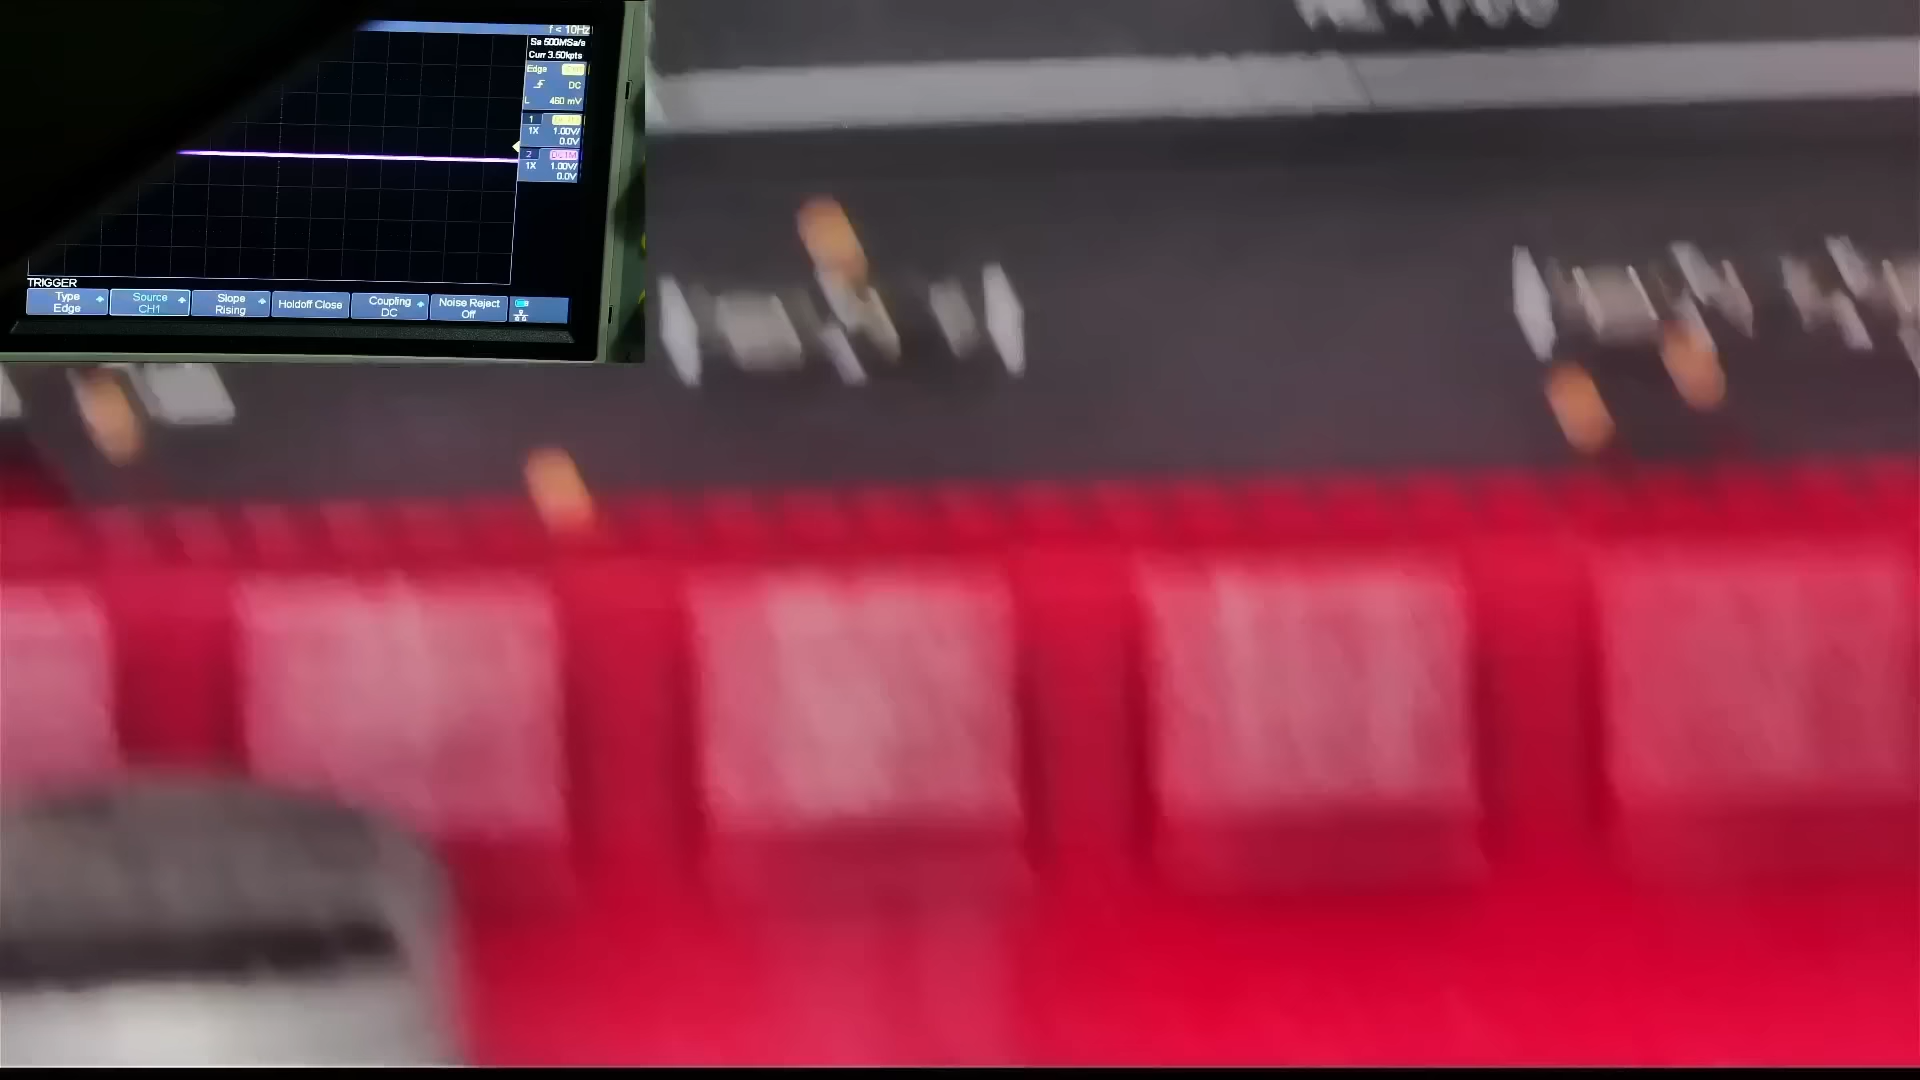 f < 10Hz
Sa 500MSa/s
Curr 3.50kpts
Edge
DC
L 460 mV
1
1X 1.00V/
0.0V
2 DC1M
1X 1.00V/
0.0V
TRIGGER
Type Source Slope Holdoff Close Coupling Noise Reject
Edge CH1 Rising DC Off